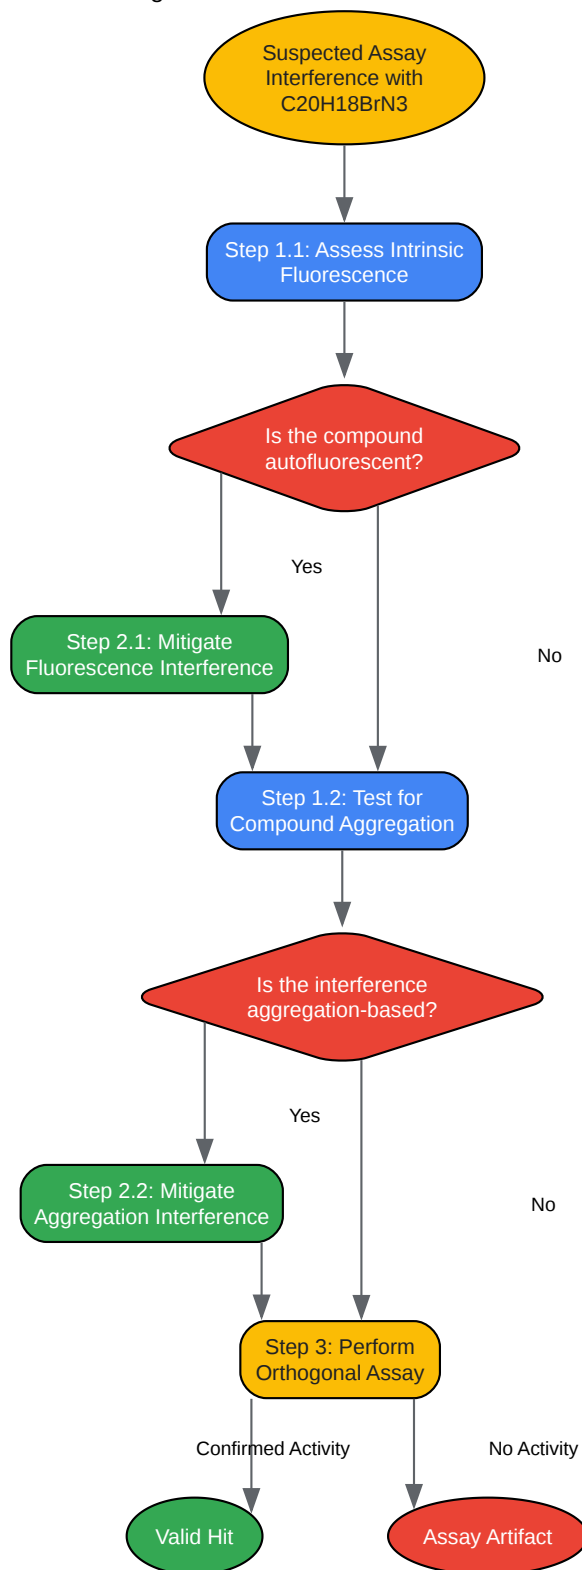 Suspected Assay
Interference with
C20H18BrN3
Step 1.1: Assess Intrinsic
Fluorescence
Is the compound
autofluorescent?
Yes
Step 2.1: Mitigate
Fluorescence Interference
No
Step 1.2: Test for
Compound Aggregation
Is the interference
aggregation-based?
Yes
Step 2.2: Mitigate
Aggregation Interference
No
Step 3: Perform
Orthogonal Assay
Confirmed Activity
No Activity
Valid Hit
Assay Artifact